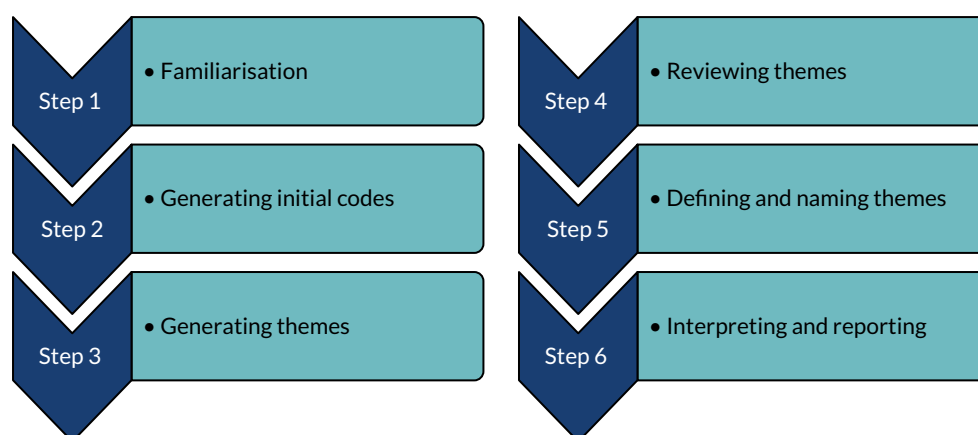 Step 1
• Familiarisation
Step 2
• Generating initial codes
Step 3
• Generating themes
Step 4
• Reviewing themes
Step 5
• Defining and naming themes
Step 6
• Interpreting and reporting